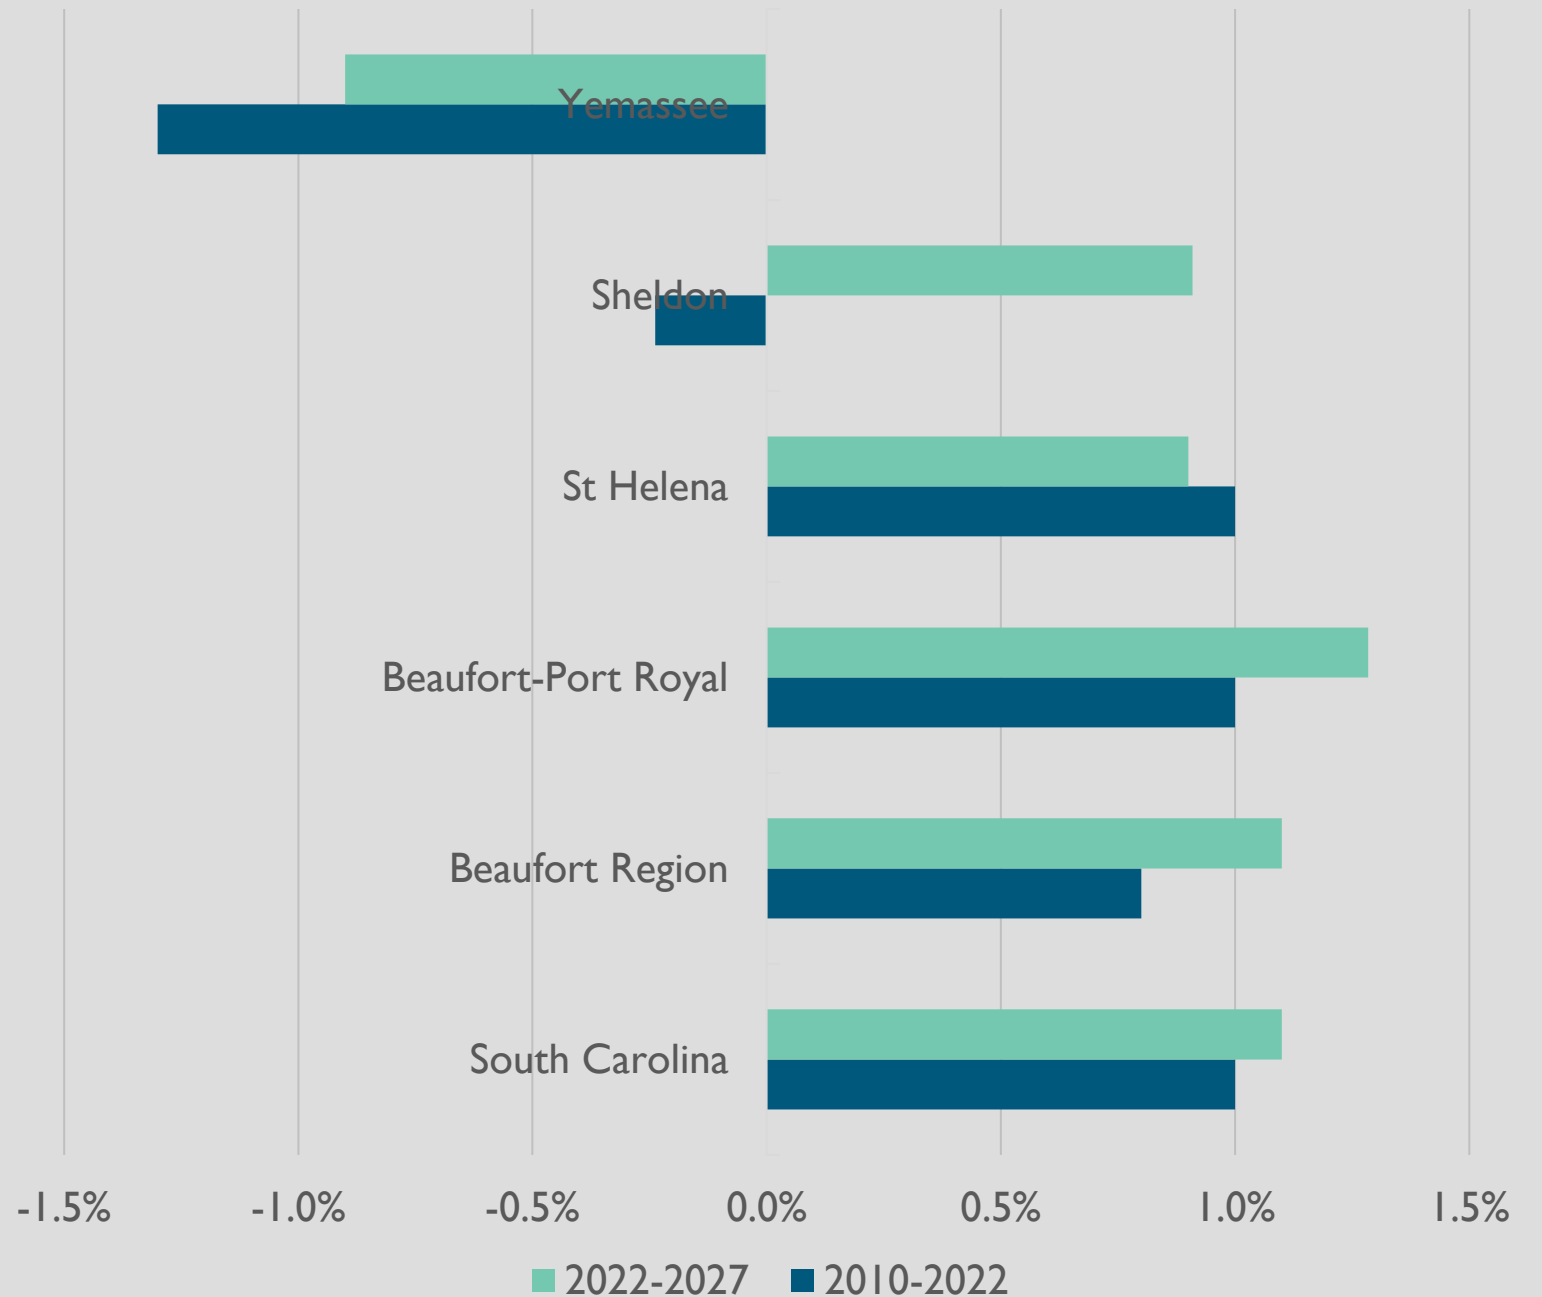 Yemassee
Sheldon
St Helena
Beaufort-Port Royal
Beaufort Region
South Carolina
-1.5% -1.0% -0.5% 0.0% 0.5% 1.0% 1.5%
2022-2027 2010-2022